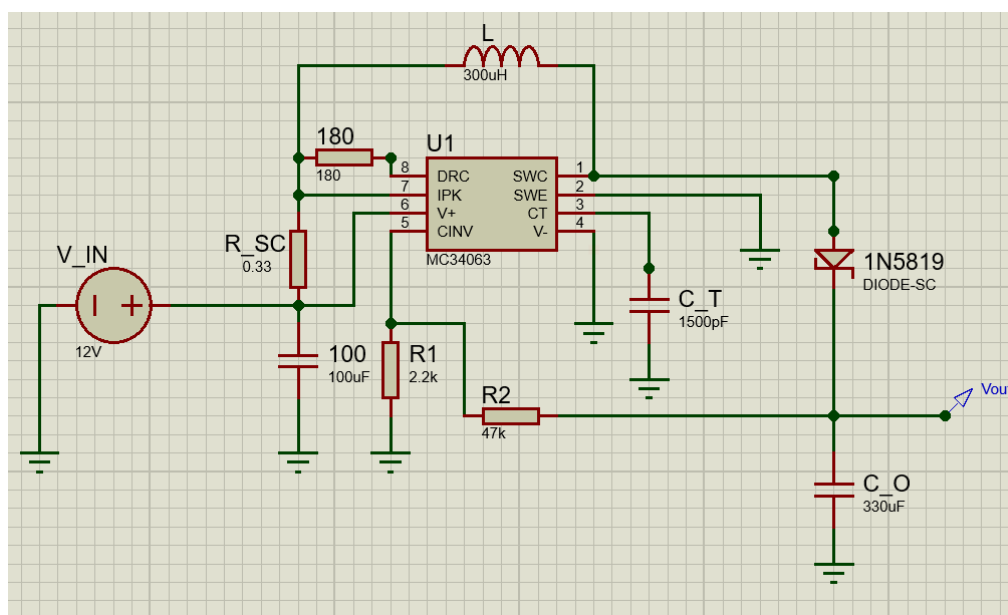 L
300uH
180
180
U1
8 DRC SWC 1
7 IPK SWE 2
6 V+ CT 3
5 CINV V- 4
MC34063
R_SC
0.33
V_IN
12V
100
100uF
R1
2.2k
R2
47k
C_T
1500pF
1N5819
DIODE-SC
Vou
C_O
330uF